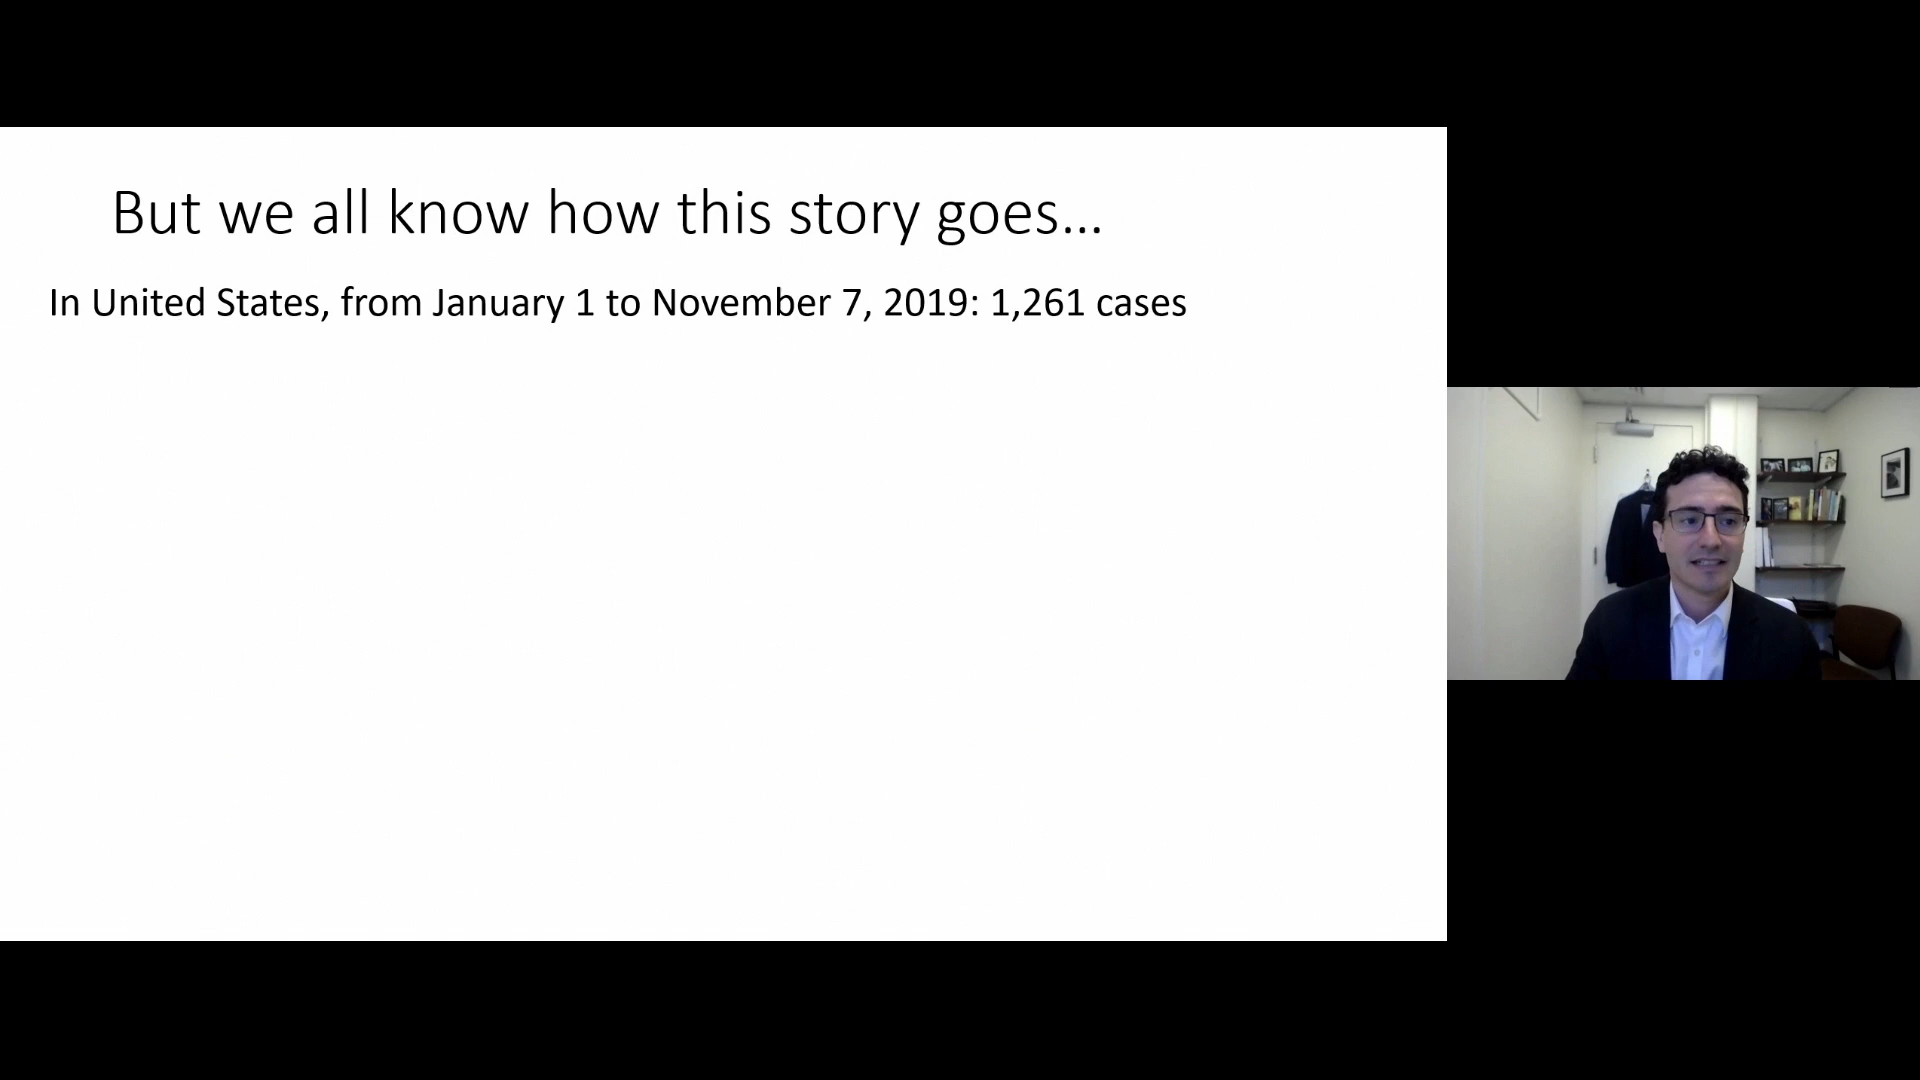 But we all know how this story goes...
In United States, from January 1 to November 7, 2019: 1,261 cases